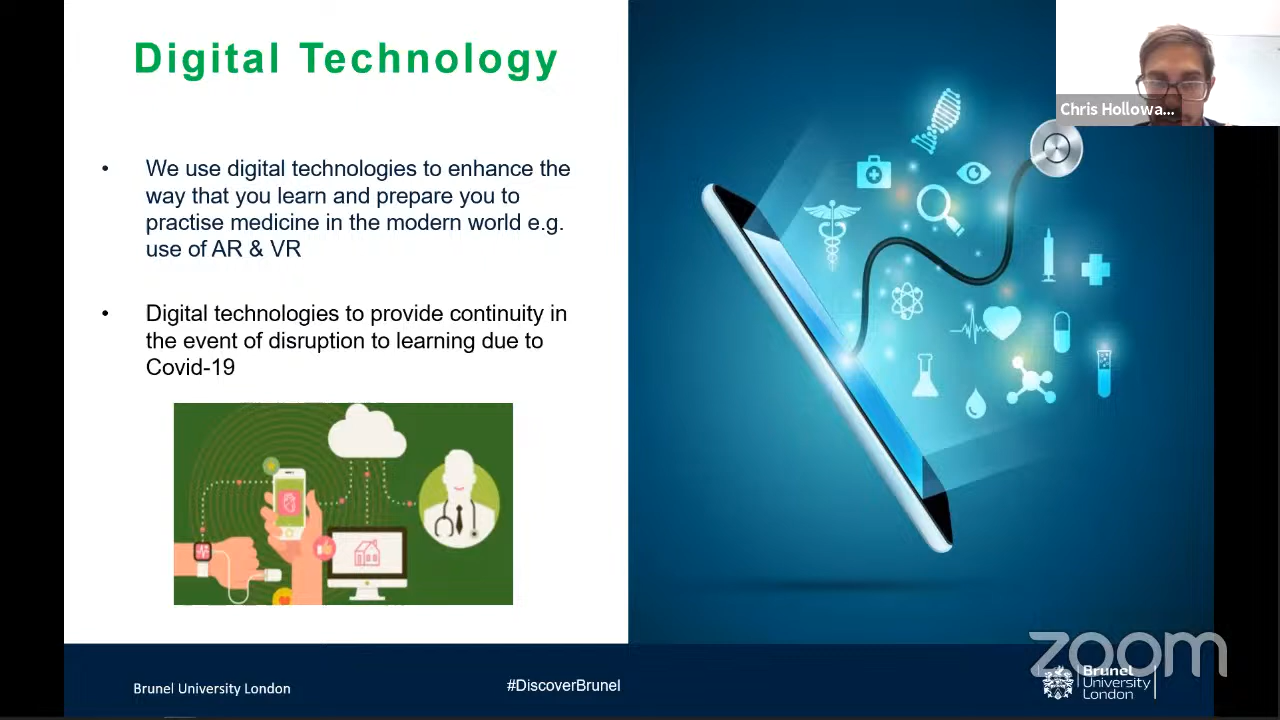 Digital Technology
Chris Hollowa...
• We use digital technologies to enhance the
way that you learn and prepare you to
practise medicine in the modern world e.g.
use of AR & VR
• Digital technologies to provide continuity in
the event of disruption to learning due to
Covid-19
zoom
Brunel University London
#DiscoverBrunel
Brunel
University
London